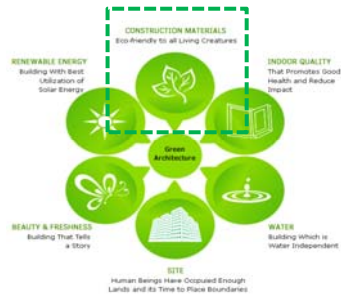 CONSTRUCTION MATERIALS
Eco-friendly to all Living Creatures
RENEWABLE ENERGY
Building With Best
Utilization of
Solar Energy
INDOOR QUALITY
That Promotes Good
Health and Reduce
Impact
Green
Architecture
BEAUTY & FRESHNESS
Building That Tells
a Story
WATER
Building Which is
Water Independent
SITE
Human Beings Have Occupied Enough
Lands and its Time to Place Boundaries